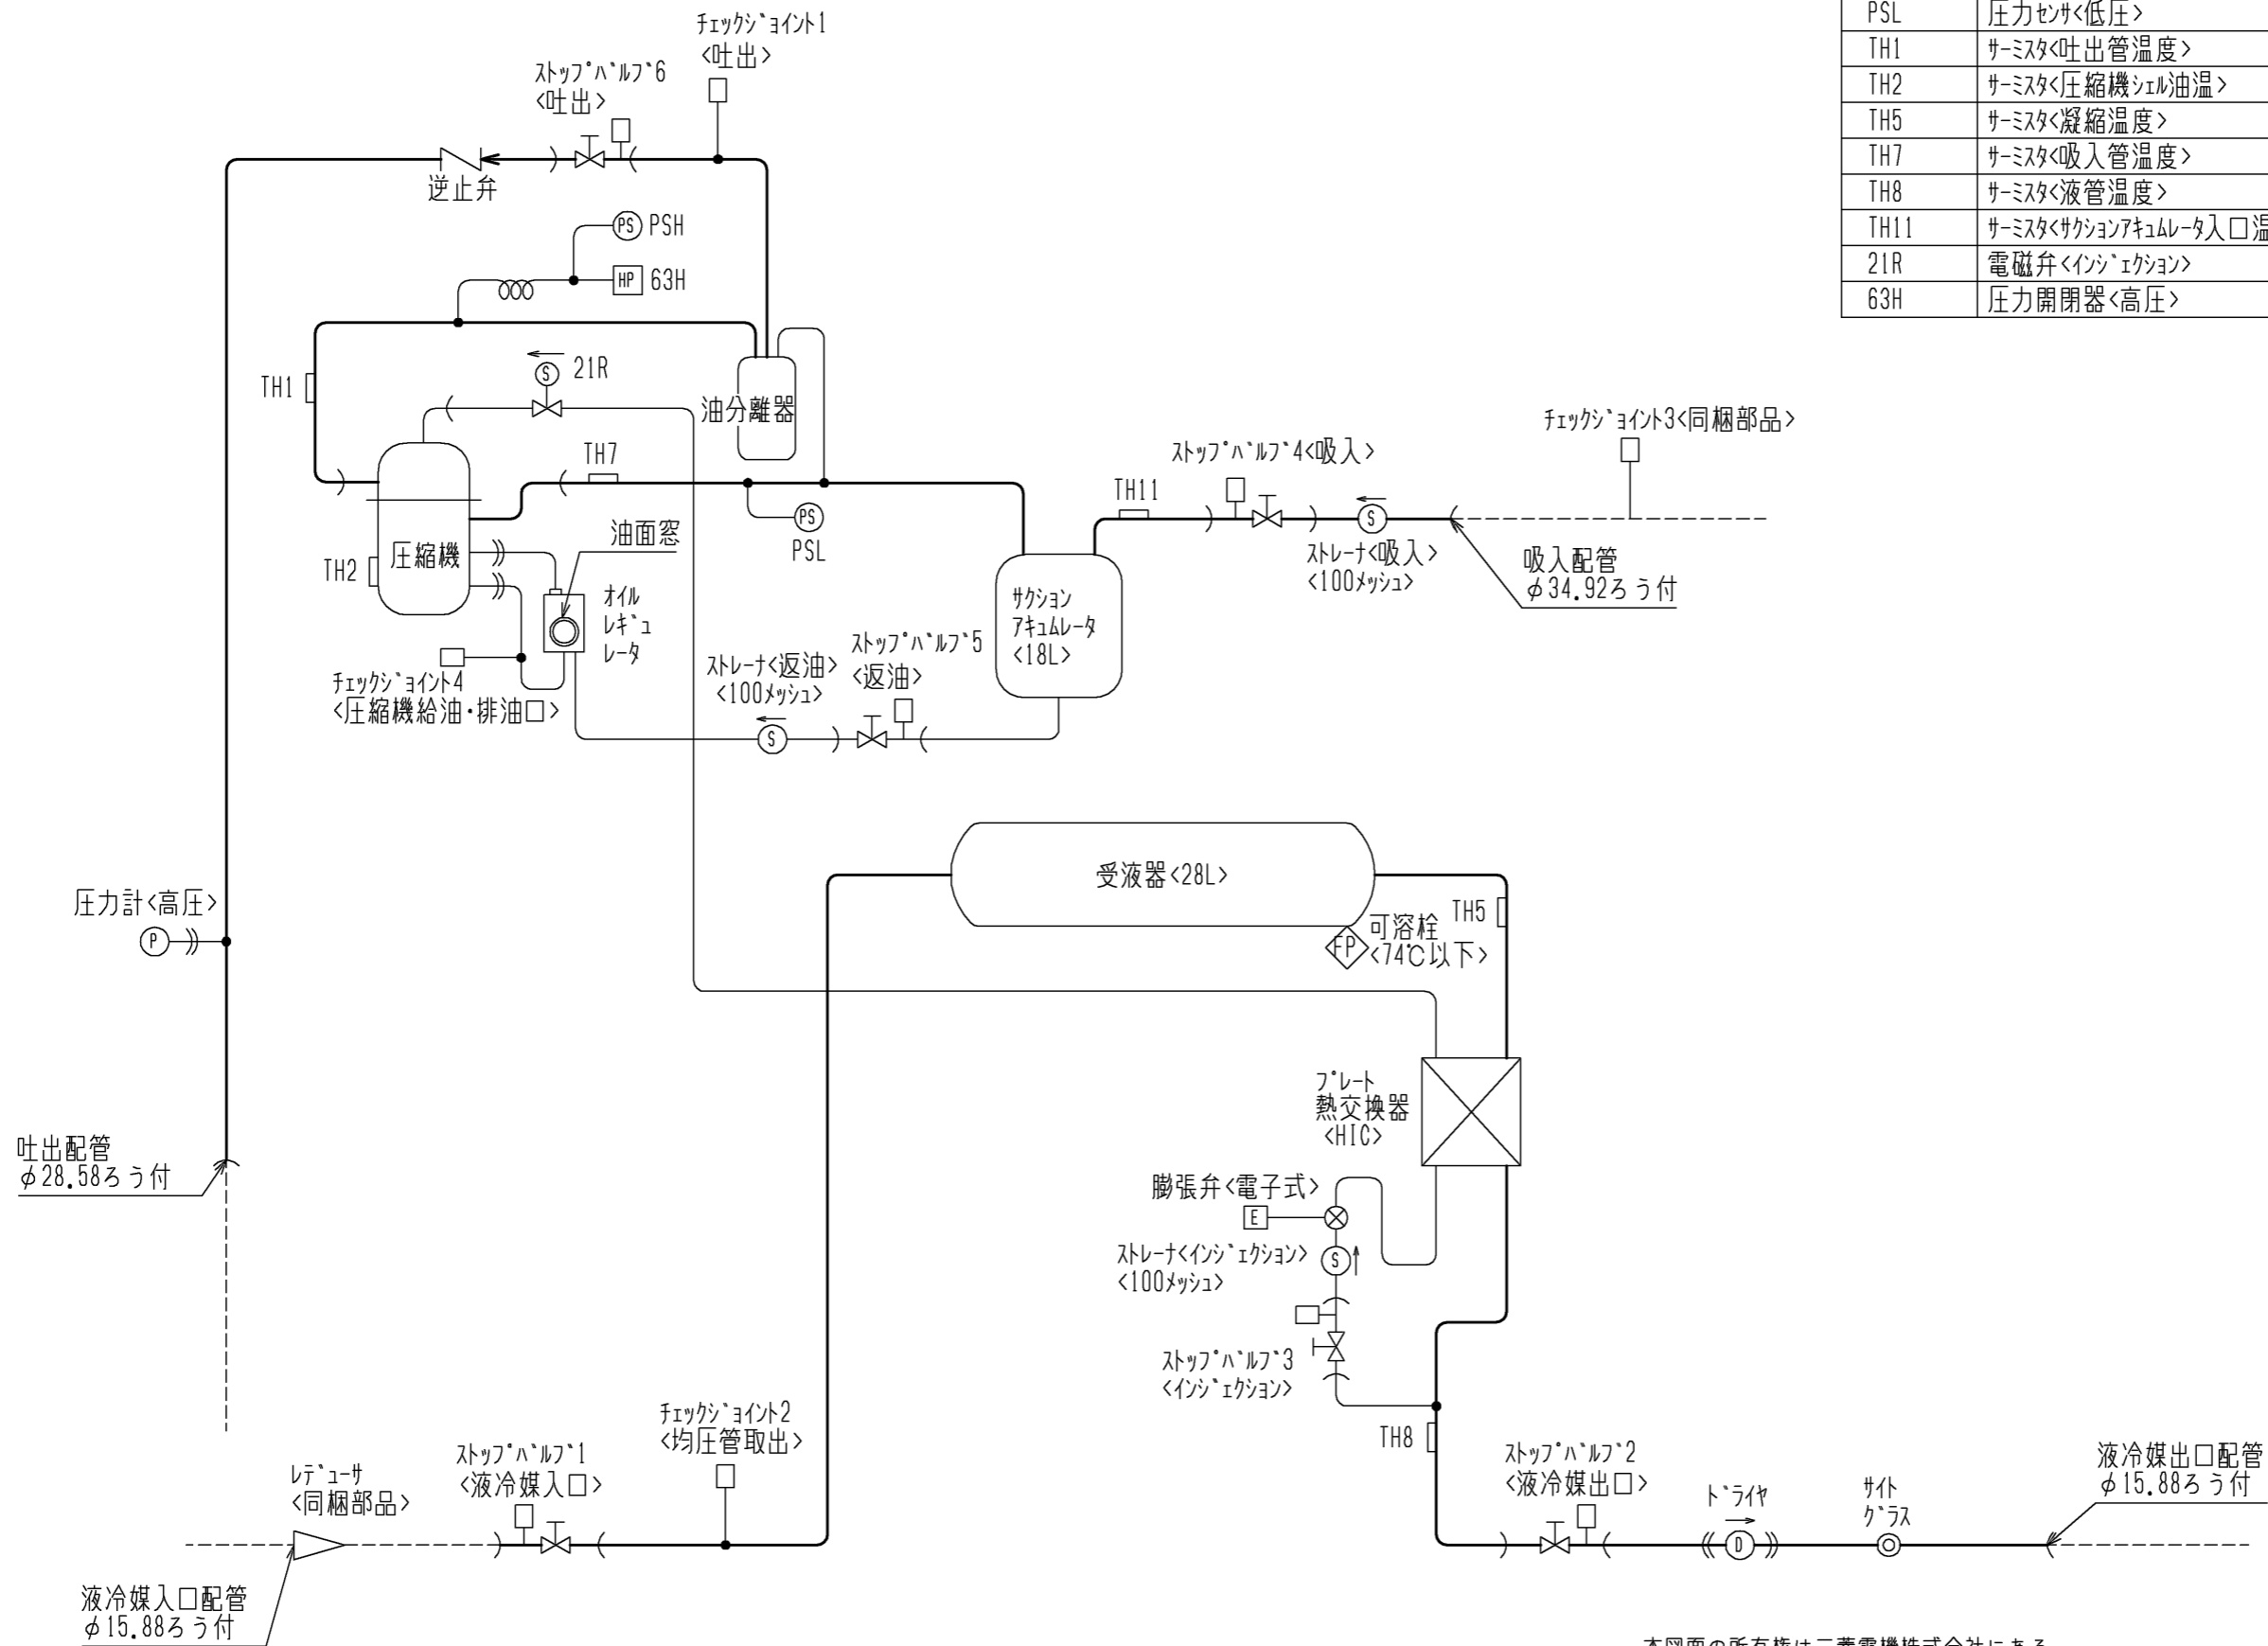 PSL 圧力センサ<低圧>
TH1 サーミスタ<吐出管温度>
TH2 サーミスタ<圧縮機シェル油温>
TH5 サーミスタ<凝縮温度>
TH7 サーミスタ<吸入管温度>
TH8 サーミスタ<液管温度>
TH11 サーミスタ<サクションアキュムレータ入口温
21R 電磁弁<インジェクション>
63H 圧力開閉器<高圧>
チェックジョイント1
<吐出>
ストップバルブ6
<吐出>
逆止弁
PS PSH
HP 63H
TH1
S 21R
油分離器
TH7
PS
PSL
圧縮機
TH2
油面窓
オイル
レギュ
レータ
チェックジョイント4
<圧縮機給油・排油口>
ストレーナ<返油>
<100メッシュ>
S
ストップバルブ5
<返油>
サクション
アキュムレータ
<18L>
TH11
ストップバルブ4<吸入>
S
ストレーナ<吸入>
<100メッシュ>
チェックジョイント3<同梱部品>
吸入配管
φ34.92ろう付
受液器<28L>
FP
可溶栓
<74℃以下>
TH5
圧力計<高圧>
P
吐出配管
φ28.58ろう付
プレート
熱交換器
<HIC>
膨張弁<電子式>
E
ストレーナ<インジェクション>
<100メッシュ>
S
ストップバルブ3
<インジェクション>
TH8
チェックジョイント2
<均圧管取出>
ストップバルブ1
<液冷媒入口>
レデューサ
<同梱部品>
液冷媒入口配管
φ15.88ろう付
ストップバルブ2
<液冷媒出口>
ドライヤ
D
サイト
グラス
液冷媒出口配管
φ15.88ろう付
本図面の所有権は三菱電機株式会社にある